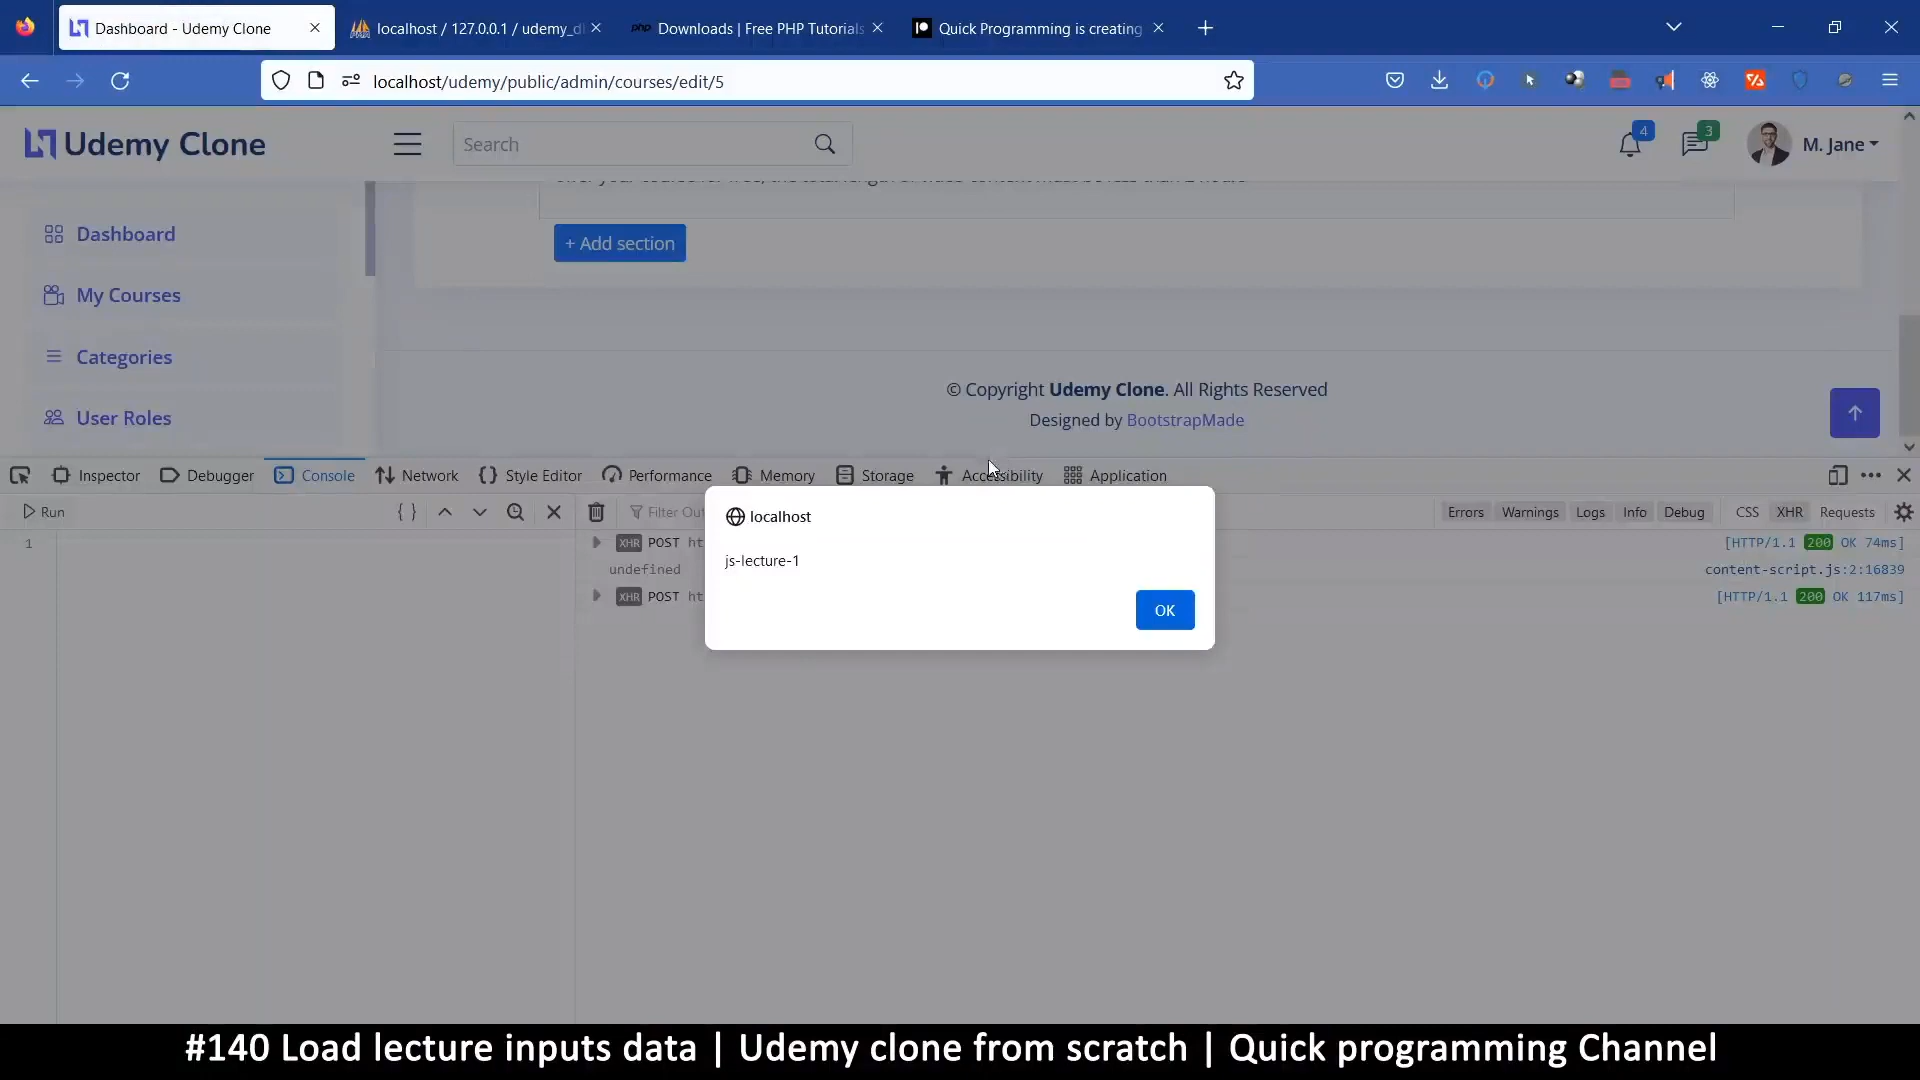 Dashboard - Udemy Clone
localhost / 127.0.0.1 / udemy_d
Downloads | Free PHP Tutorials
Quick Programming is creating
localhost/udemy/public/admin/courses/edit/5
Udemy Clone
Search
4
3
M. Jane
Dashboard
My Courses
Categories
User Roles
+ Add section
© Copyright Udemy Clone. All Rights Reserved
Designed by BootstrapMade
Inspector
Debugger
Console
Network
Style Editor
Performance
Memory
Storage
Accessibility
Application
Run
Filter Out
Errors
Warnings
Logs
Info
Debug
CSS
XHR
Requests
1
XHR POST ht
[HTTP/1.1 200 OK 74ms]
undefined
content-script.js:2:16839
XHR POST ht
[HTTP/1.1 200 OK 117ms]
localhost
js-lecture-1
OK
#140 Load lecture inputs data | Udemy clone from scratch | Quick programming Channel